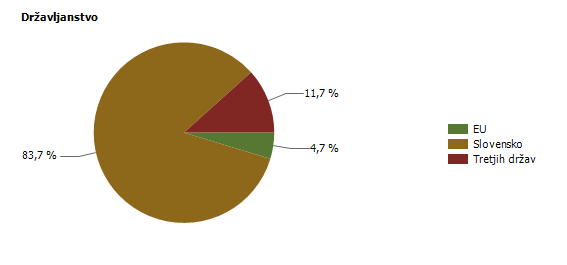 Državljanstvo
11,7 %
4,7 %
83,7 %
EU
Slovensko
Tretjih držav